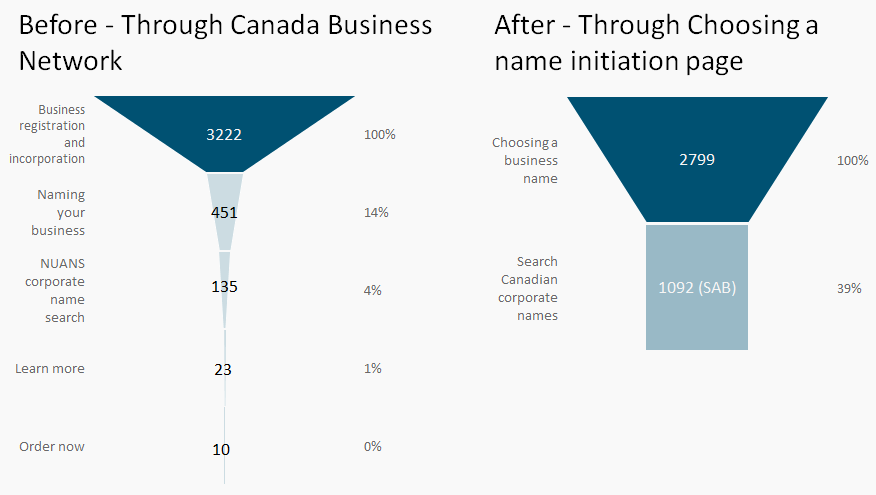 Before - Through Canada Business
Network
Business
registration
and
incorporation
3222
100%
Naming
your
business
451
14%
NUANS
corporate
name
search
135
4%
Learn more
23
1%
Order now
10
0%
After - Through Choosing a
name initiation page
Choosing a
business
name
2799
100%
Search
Canadian
corporate
names
1092 (SAB)
39%